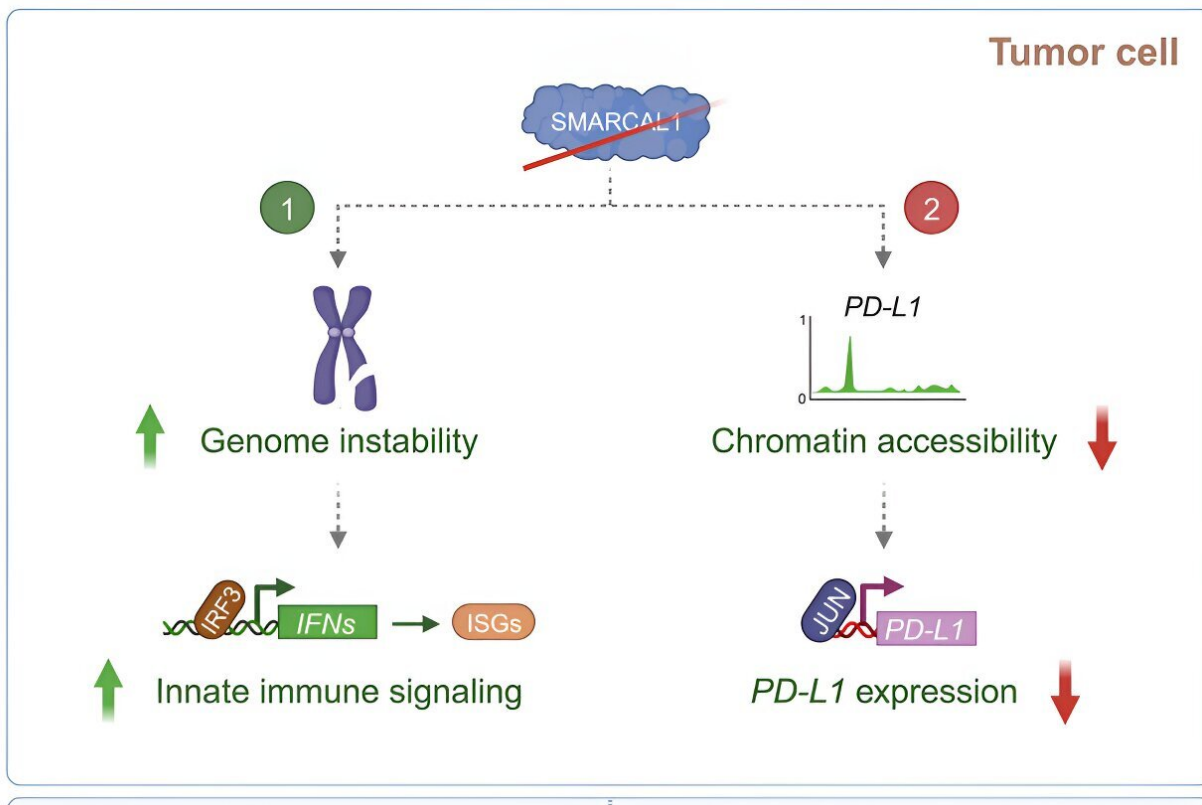 Tumor cell
SMARCAL1
1
2
PD-L1
1
0
Genome instability
Chromatin accessibility
IRF3
IFNs
ISGs
JUN
PD-L1
Innate immune signaling
PD-L1 expression